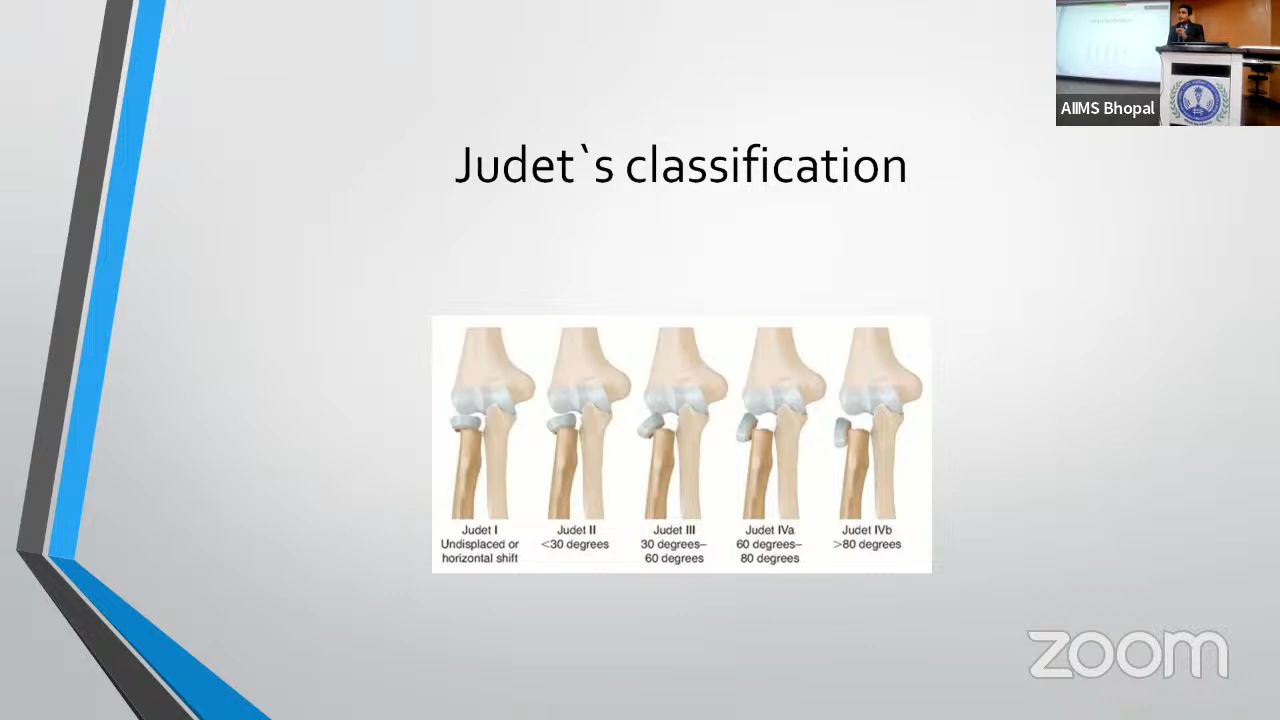 AIIMS Bhopal
Judet`s classification
Judet I
Undisplaced or
horizontal shift
Judet II
<30 degrees
Judet III
30 degrees–
60 degrees
Judet IVa
60 degrees–
80 degrees
Judet IVb
>80 degrees
zoom